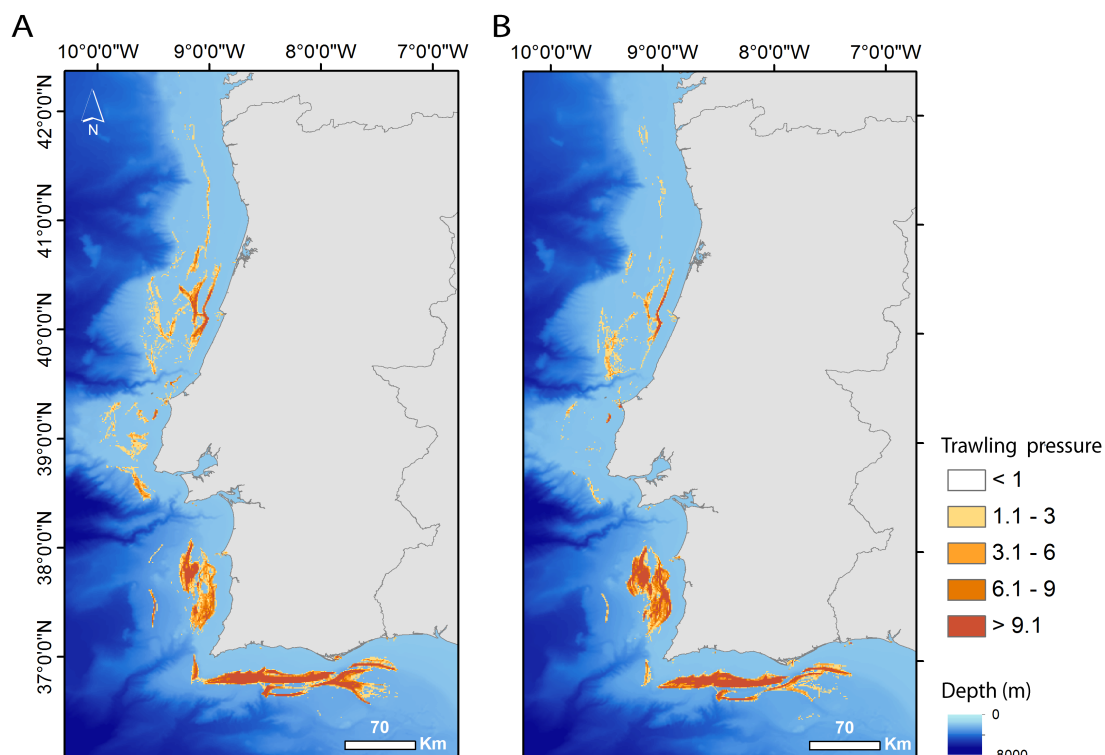 A
B
10°0'0"W 9°0'0"W 8°0'0"W 7°0'0"W
10°0'0"W 9°0'0"W 8°0'0"W 7°0'0"W
42°0'0"N
41°0'0"N
40°0'0"N
39°0'0"N
38°0'0"N
37°0'0"N
N
70
Km
70
Km
Trawling pressure
< 1
1.1 - 3
3.1 - 6
6.1 - 9
> 9.1
Depth (m)
0
-8000